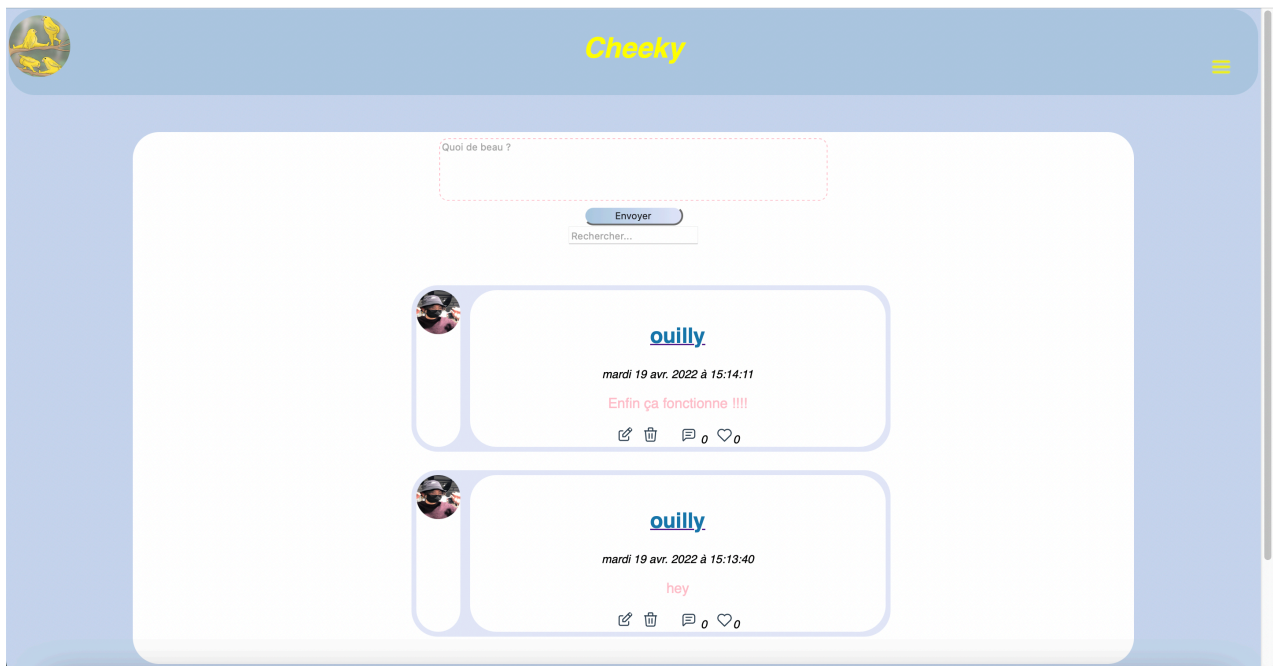 Cheeky
Quoi de beau ?
Envoyer
Rechercher...
ouilly
mardi 19 avr. 2022 à 15:14:11
Enfin ça fonctionne !!!!
0 0
ouilly
mardi 19 avr. 2022 à 15:13:40
hey
0 0